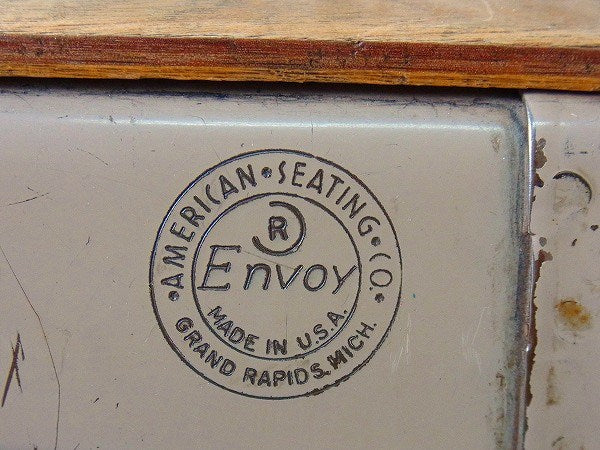 AMERICAN • SEATING • CO.
®
Envoy
MADE IN U.S.A.
GRAND RAPIDS, MICH.